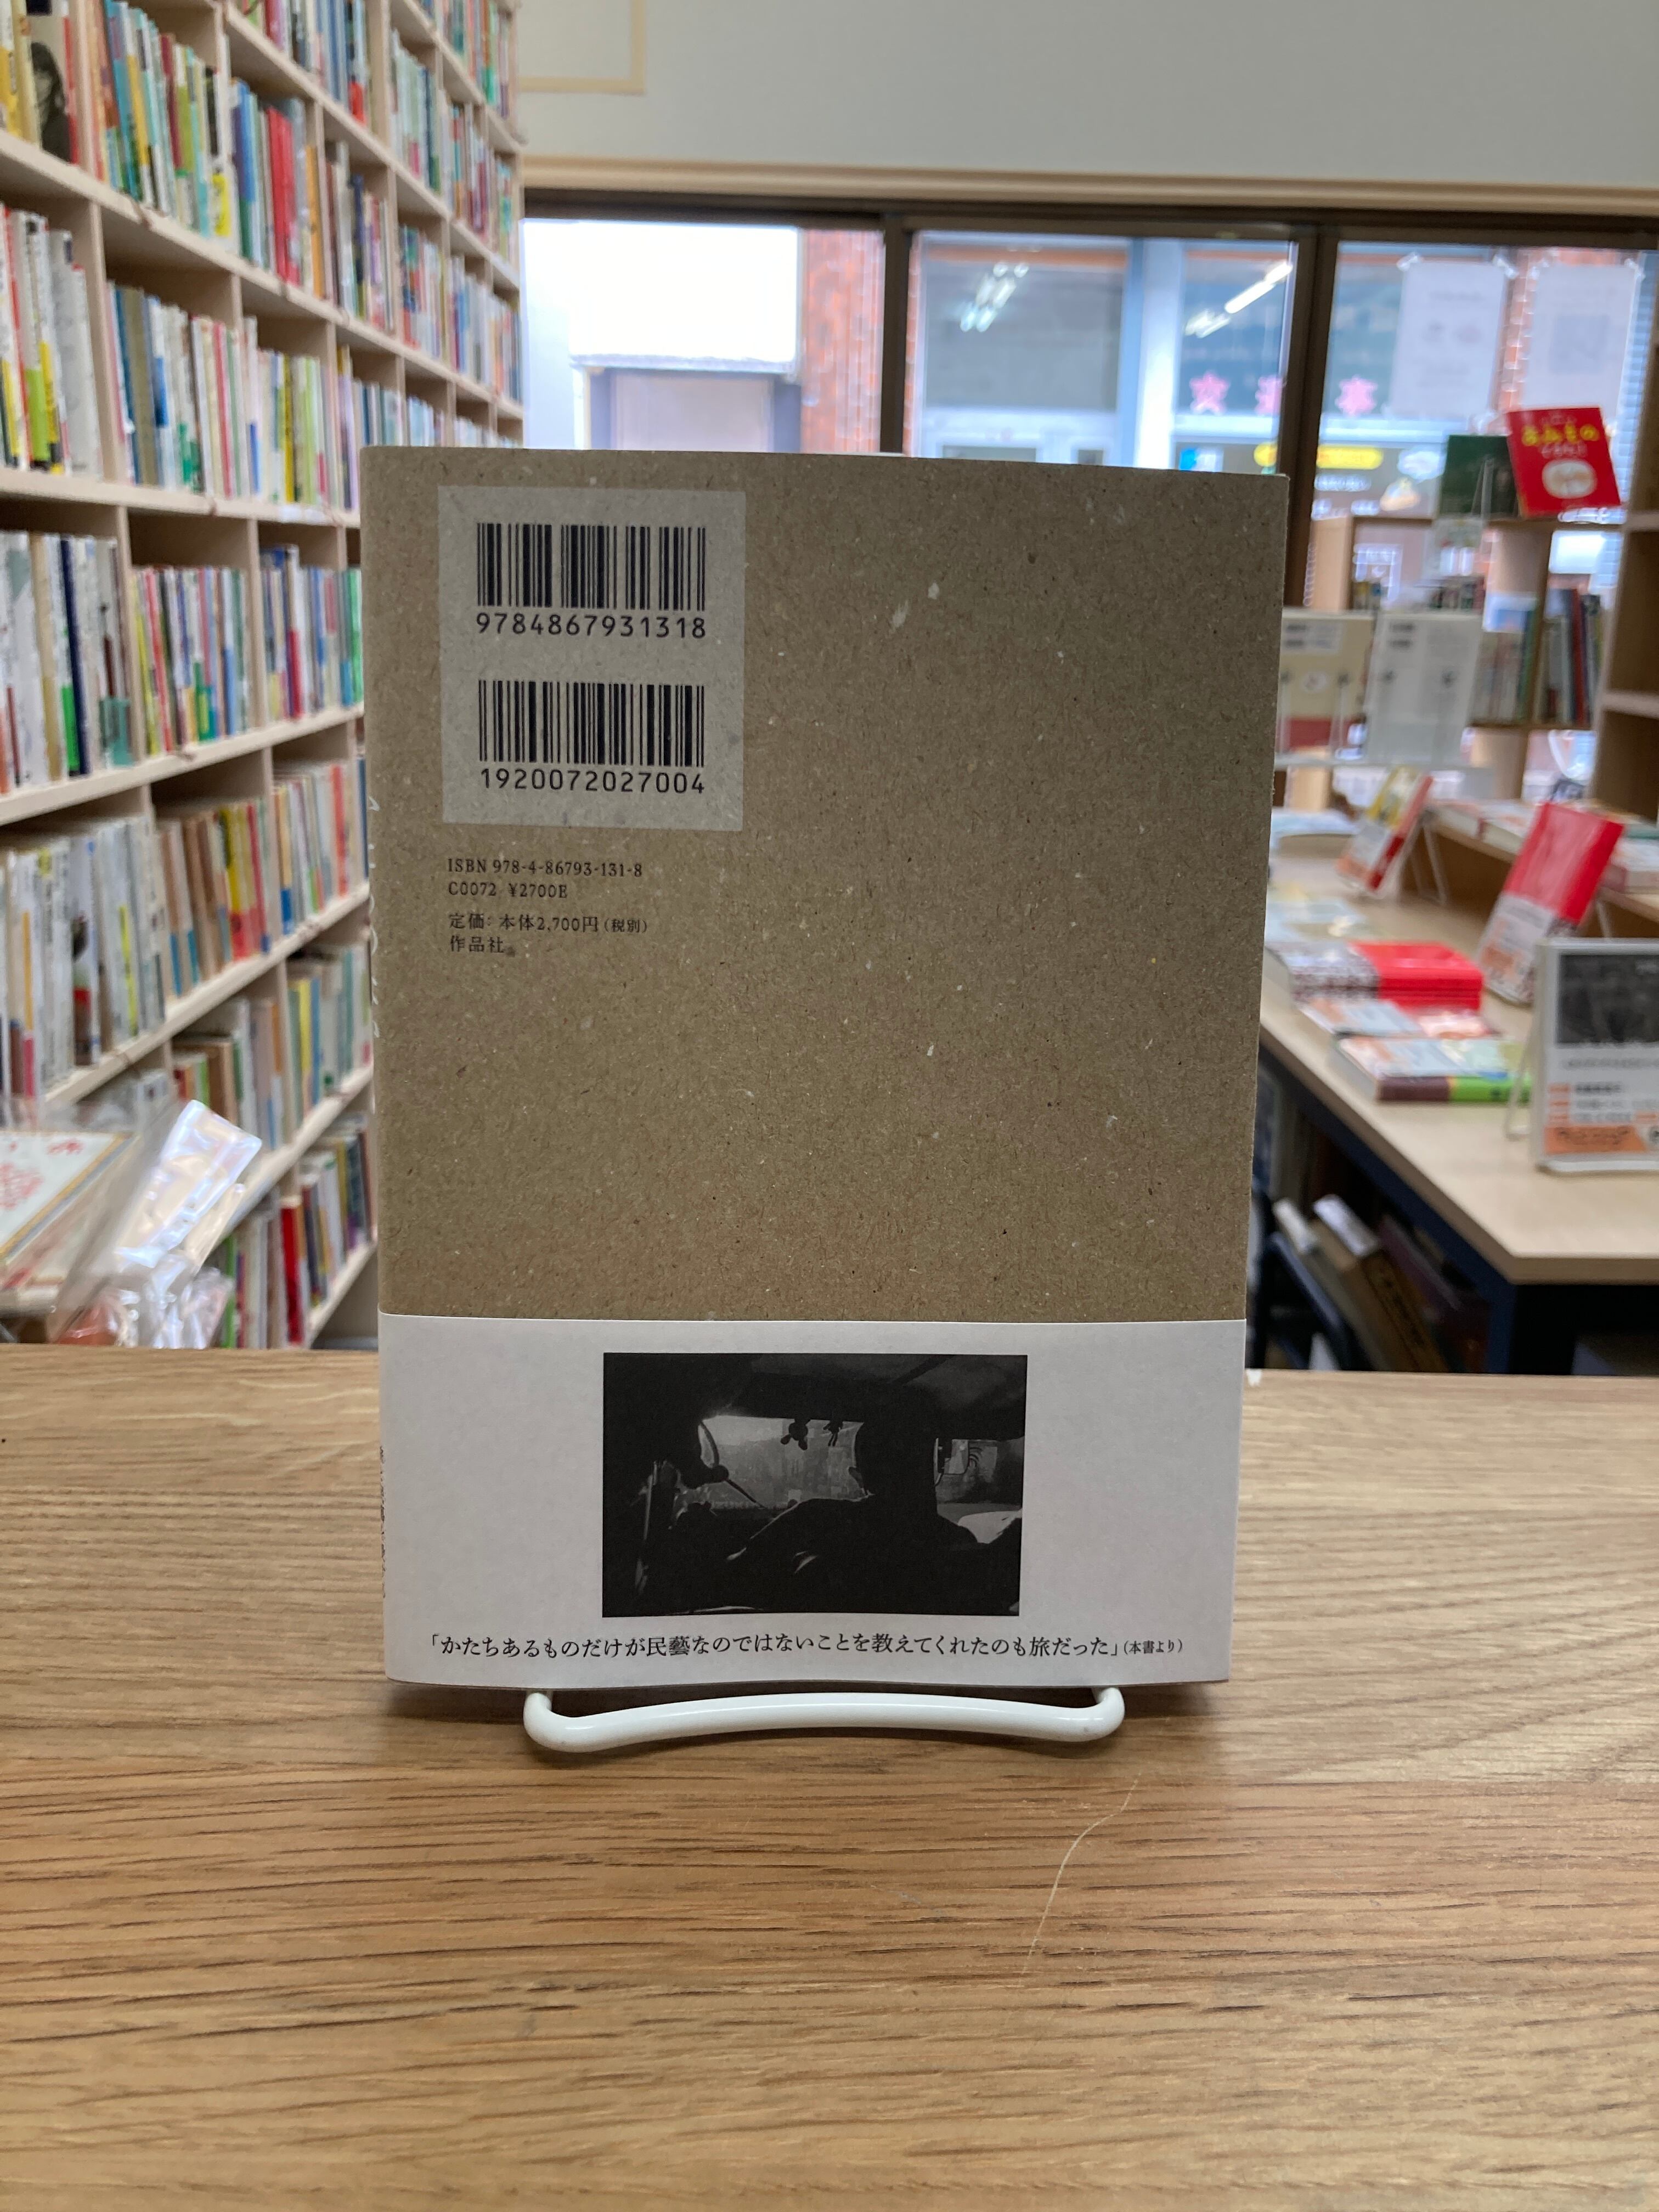 9784867931318
1920072027004
ISBN 978-4-86793-131-8
C0072 ¥2700E
定価：本体2,700円（税別）
作品社
「かたちあるものだけが民藝なのではないことを教えてくれたのも旅だった」（本書より）